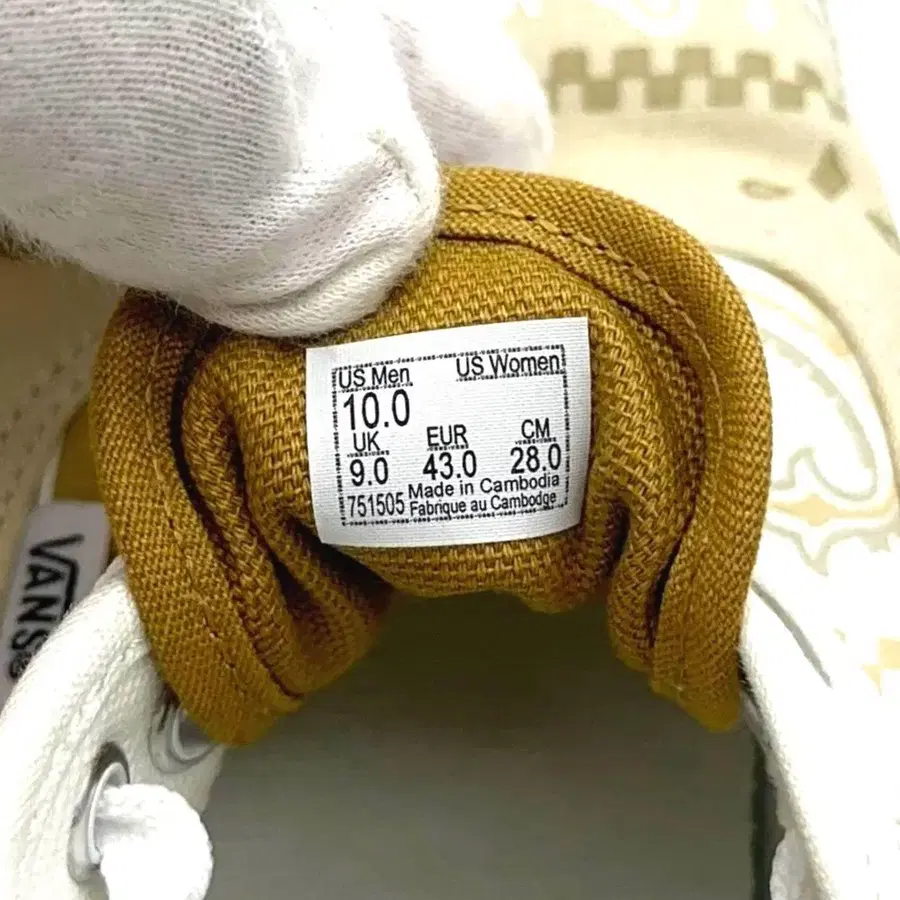 US Men US Women
10.0
UK EUR CM
9.0 43.0 28.0
751505 Made in Cambodia
Fabrique au Cambodge
VANS